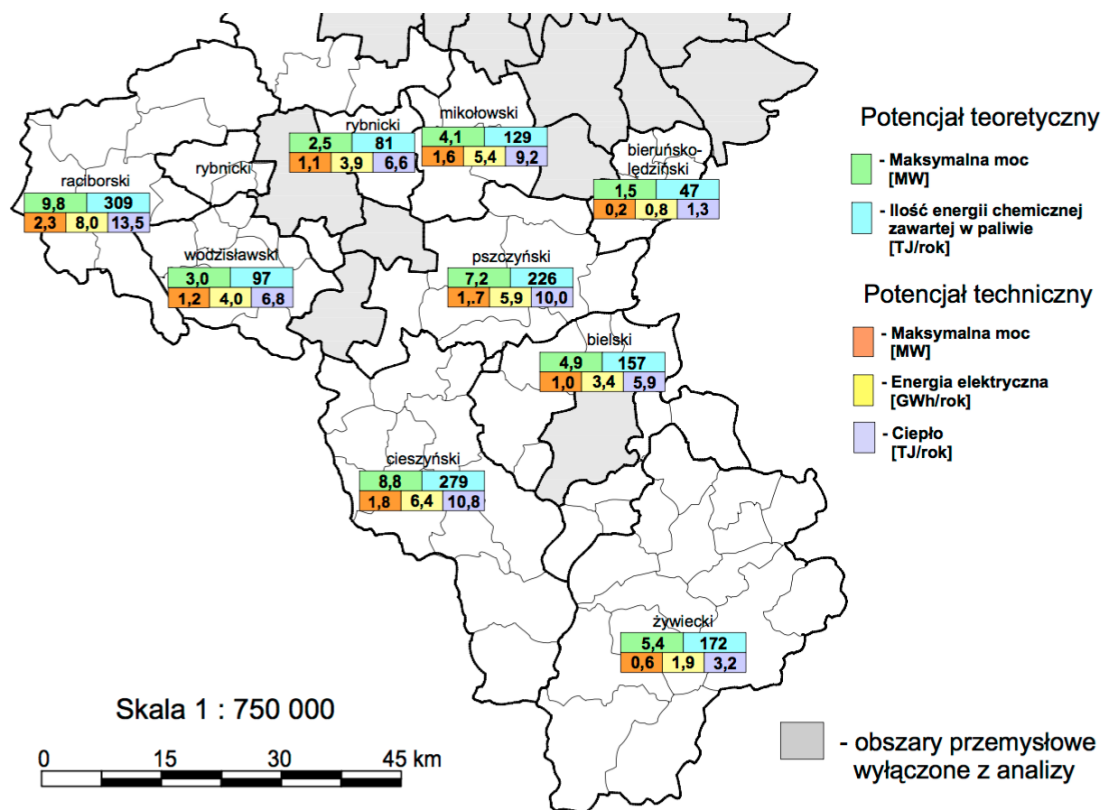 mikołowski
rybnicki
4,1 129
1,6 5,4 9,2
2,5 81
1,1 3,9 6,6
bieruńsko-
lędziński
1,5 47
0,2 0,8 1,3
rybnicki
raciborski
9,8 309
2,3 8,0 13,5
wodzisławski
3,0 97
1,2 4,0 6,8
pszczyński
7,2 226
1,.7 5,9 10,0
bielski
4,9 157
1,0 3,4 5,9
cieszyński
8,8 279
1,8 6,4 10,8
żywiecki
5,4 172
0,6 1,9 3,2
Potencjał teoretyczny
- Maksymalna moc
[MW]
- Ilość energii chemicznej
zawartej w paliwie
[TJ/rok]
Potencjał techniczny
- Maksymalna moc
[MW]
- Energia elektryczna
[GWh/rok]
- Ciepło
[TJ/rok]
Skala 1 : 750 000
0 15 30 45 km
- obszary przemysłowe
wyłączone z analizy